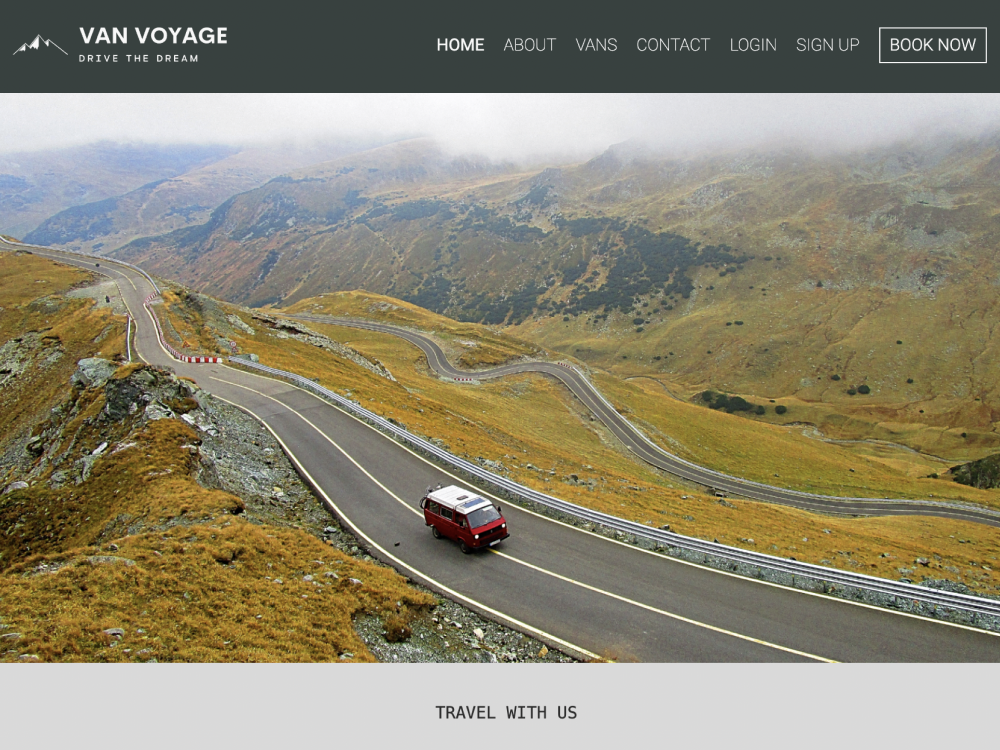 VAN VOYAGE
DRIVE THE DREAM
HOME ABOUT VANS CONTACT LOGIN SIGN UP BOOK NOW
TRAVEL WITH US